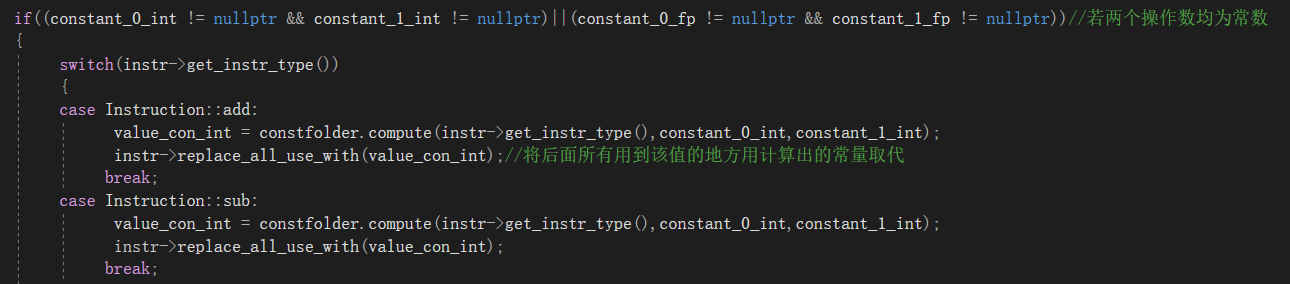 if((constant_0_int != nullptr && constant_1_int != nullptr)||(constant_0_fp != nullptr && constant_1_fp != nullptr))//若两个操作数均为常数
{
switch(instr->get_instr_type())
{
case Instruction::add:
value_con_int = constfolder.compute(instr->get_instr_type(),constant_0_int,constant_1_int);
instr->replace_all_use_with(value_con_int);//将后面所有用到该值的地方用计算出的常量取代
break;
case Instruction::sub:
value_con_int = constfolder.compute(instr->get_instr_type(),constant_0_int,constant_1_int);
instr->replace_all_use_with(value_con_int);
break;